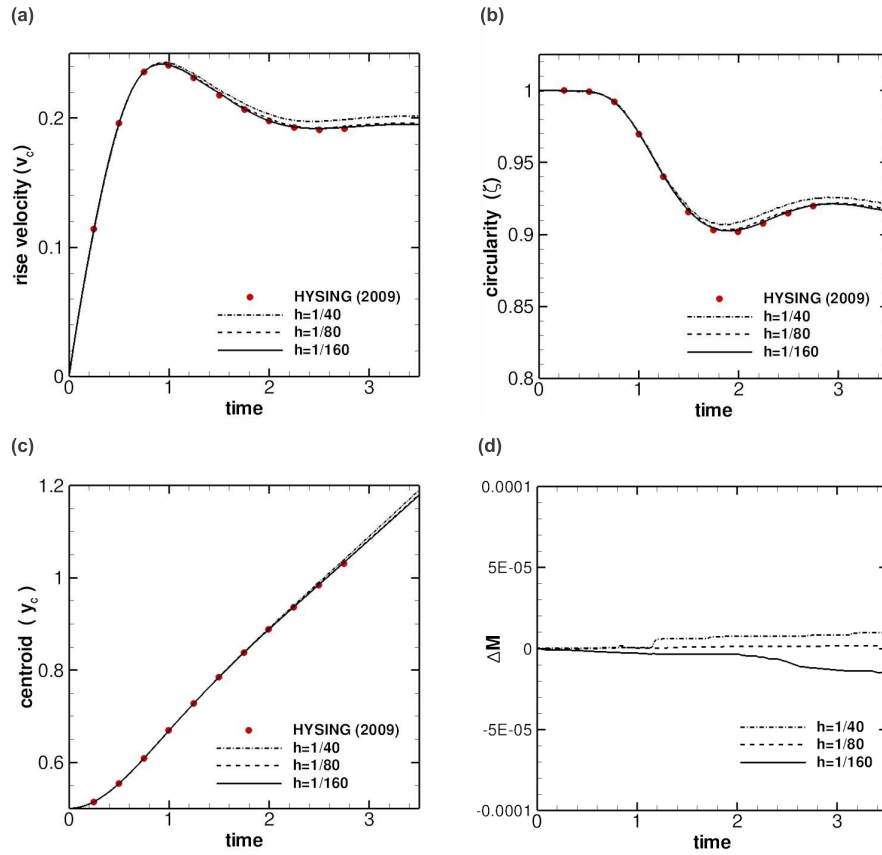 (a)
rise velocity (v_c)
0.2
0.1
0
0
1
2
3
time
HYSING (2009)
h=1/40
h=1/80
h=1/160
(b)
circularity (ζ)
1
0.95
0.9
0.85
0.8
0
1
2
3
time
HYSING (2009)
h=1/40
h=1/80
h=1/160
(c)
centroid ( y_c )
1.2
1
0.8
0.6
0
1
2
3
time
HYSING (2009)
h=1/40
h=1/80
h=1/160
(d)
ΔM
0.0001
5E-05
0
-5E-05
-0.0001
0
1
2
3
time
h=1/40
h=1/80
h=1/160